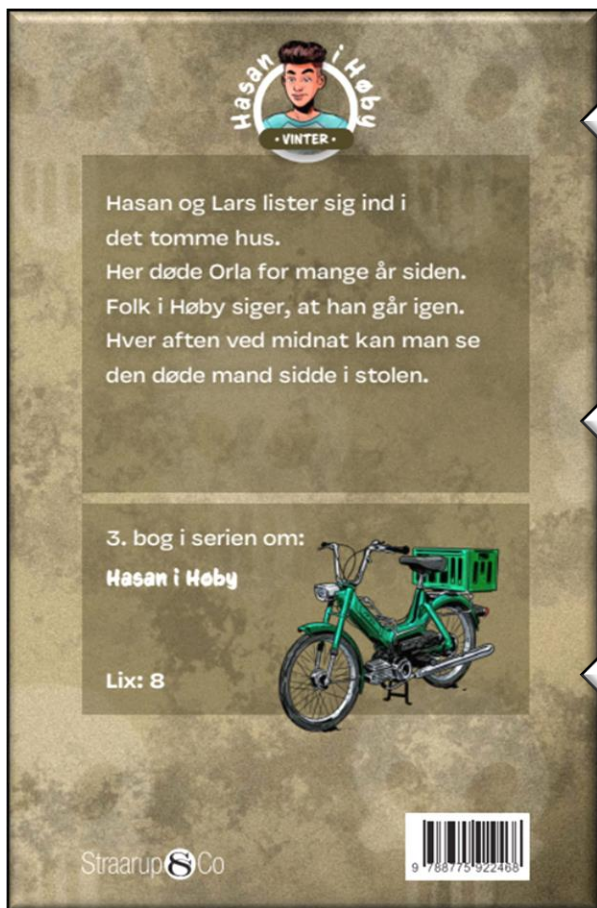 Hasan i Høby
• VINTER •
Hasan og Lars lister sig ind i
det tomme hus.
Her døde Orla for mange år siden.
Folk i Høby siger, at han går igen.
Hver aften ved midnat kan man se
den døde mand sidde i stolen.
3. bog i serien om:
Hasan i Høby
Lix: 8
Straarup & Co
9 788775 922468